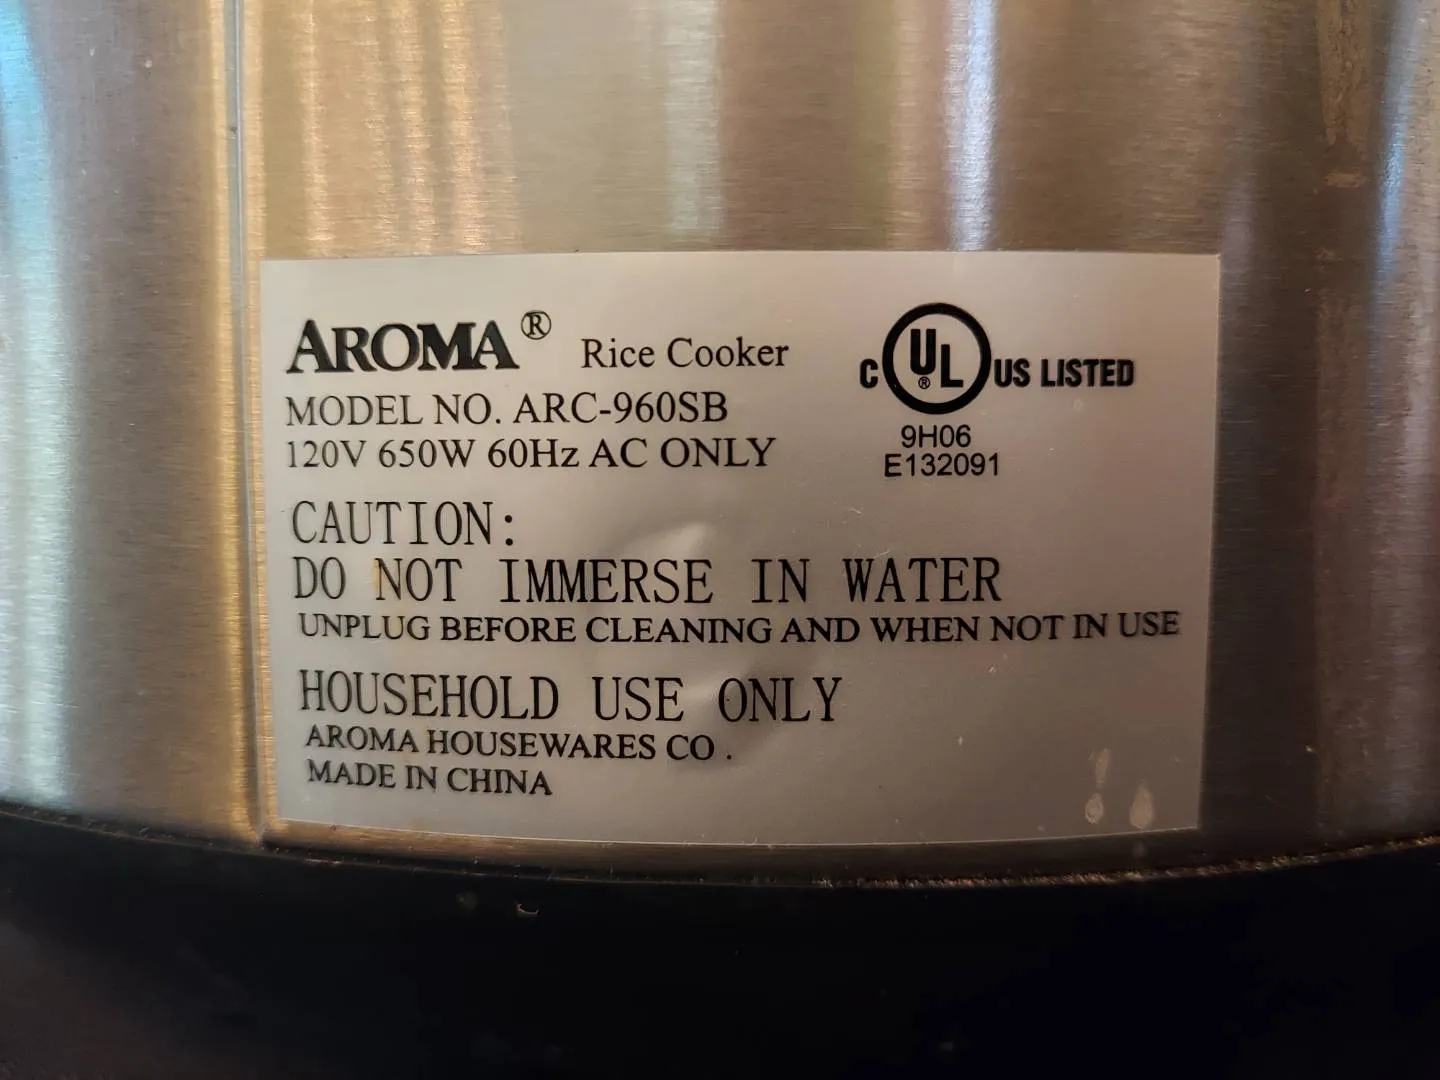 AROMA® Rice Cooker
MODEL NO. ARC-960SB
120V 650W 60Hz AC ONLY
C UL® US LISTED
9H06
E132091
CAUTION:
DO NOT IMMERSE IN WATER
UNPLUG BEFORE CLEANING AND WHEN NOT IN USE
HOUSEHOLD USE ONLY
AROMA HOUSEWARES CO .
MADE IN CHINA